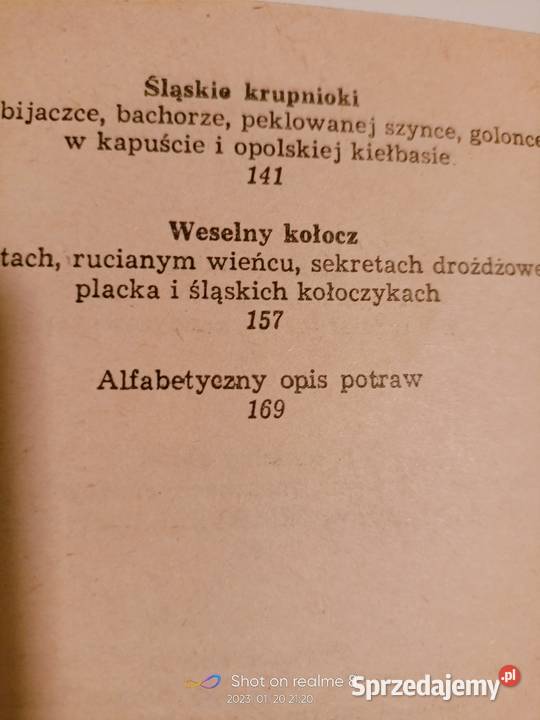 Śląskie krupnioki
bijaczce, bachorze, peklowanej szynce, golonce
w kapuście i opolskiej kiełbasie
141
Weselny kołocz
tach, rucianym wieńcu, sekretach drożdżowe
placka i śląskich kołoczykach
157
Alfabetyczny opis potraw
169
Shot on realme 8
2023.01.20 21:20
Sprzedajemy.pl